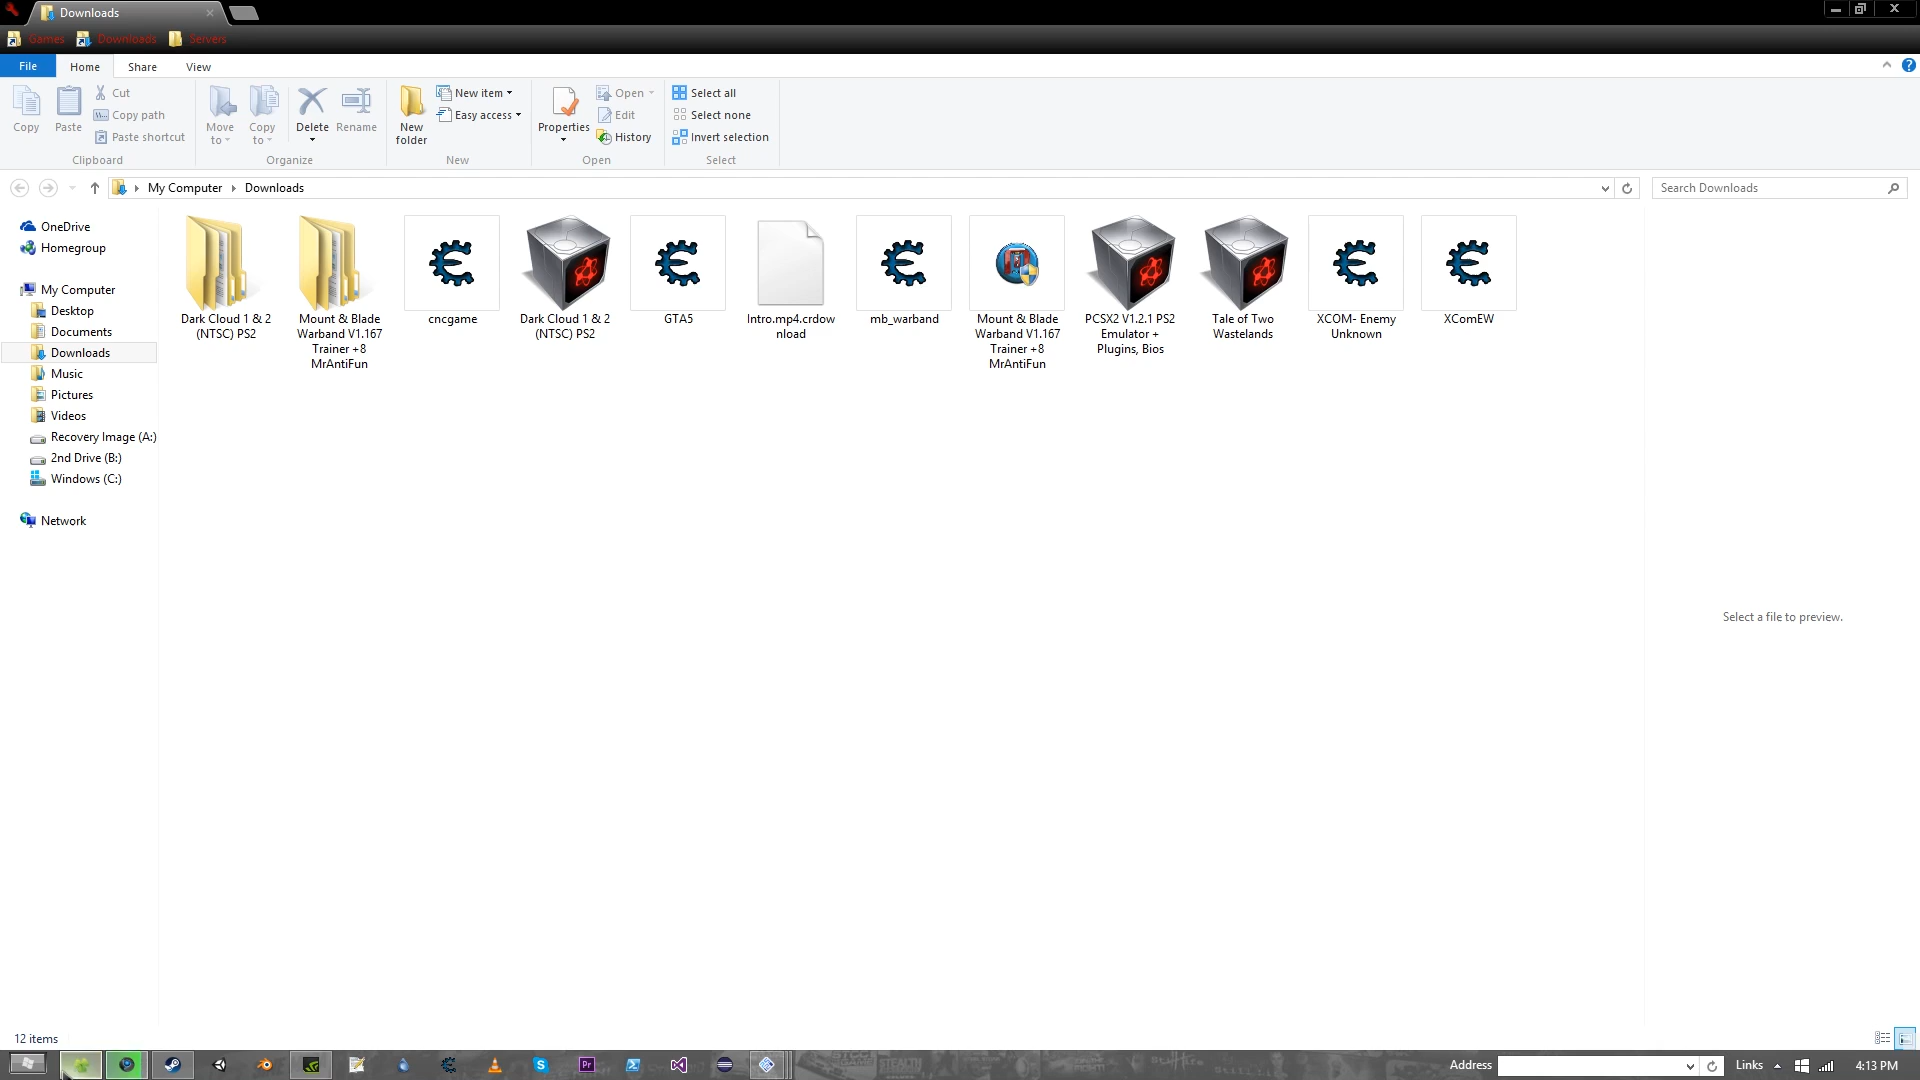 Downloads
Games
Downloads
Servers
File
Home
Share
View
Copy
Paste
Cut
Copy path
Paste shortcut
Clipboard
Move to
Copy to
Delete
Rename
Organize
New folder
New item
Easy access
New
Properties
Open
Edit
History
Open
Select all
Select none
Invert selection
Select
My Computer
Downloads
Search Downloads
OneDrive
Homegroup
My Computer
Desktop
Documents
Downloads
Music
Pictures
Videos
Recovery Image (A:)
2nd Drive (B:)
Windows (C:)
Network
Dark Cloud 1 & 2
(NTSC) PS2
Mount & Blade
Warband V1.167
Trainer +8
MrAntiFun
cncgame
Dark Cloud 1 & 2
(NTSC) PS2
GTA5
Intro.mp4.crdow
nload
mb_warband
Mount & Blade
Warband V1.167
Trainer +8
MrAntiFun
PCSX2 V1.2.1 PS2
Emulator +
Plugins, Bios
Tale of Two
Wastelands
XCOM- Enemy
Unknown
XComEW
Select a file to preview.
12 items
Pr
Address
Links
4:13 PM